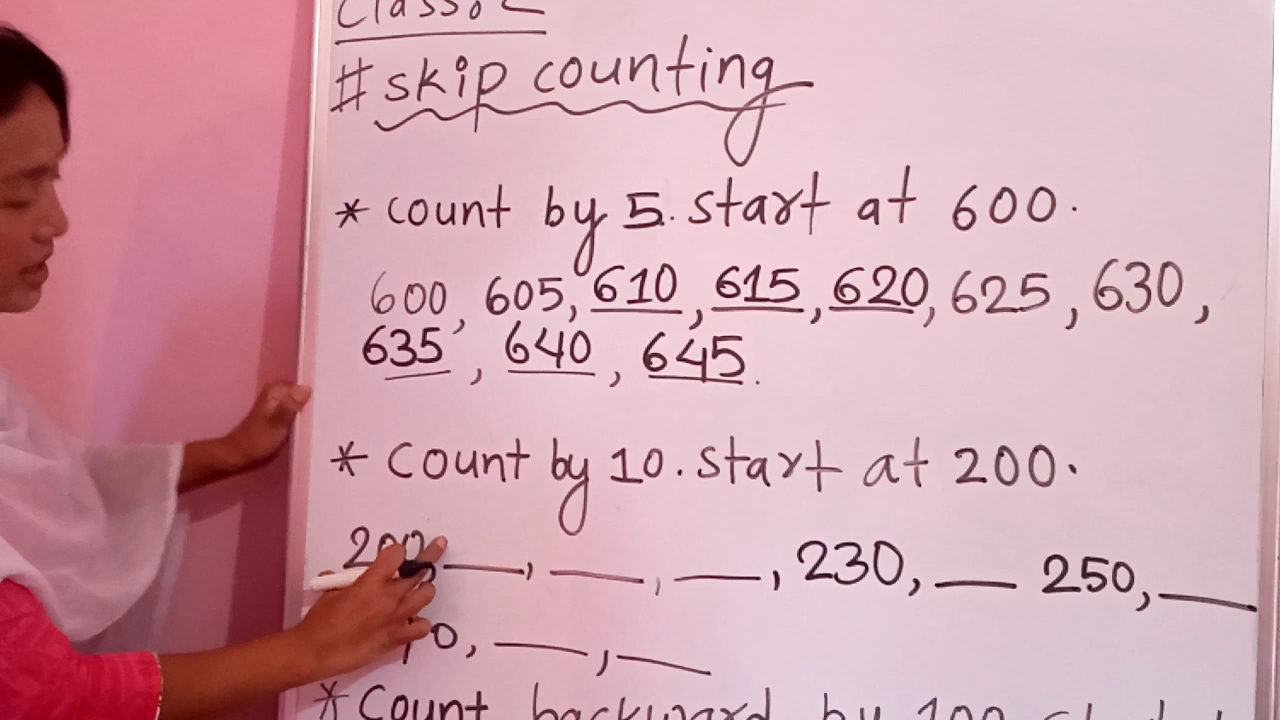 Class: 2
# skip counting
* count by 5. start at 600.
600, 605, 610, 615, 620, 625, 630,
635, 640, 645.
* count by 10. start at 200.
200, ___, ___, ___, 230, ___ 250, ___
0, ___, ___
* Count backward by 100